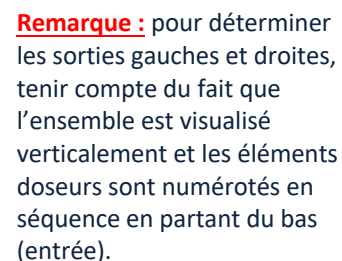 Remarque : pour déterminer
les sorties gauches et droites,
tenir compte du fait que
l’ensemble est visualisé
verticalement et les éléments
doseurs sont numérotés en
séquence en partant du bas
(entrée).